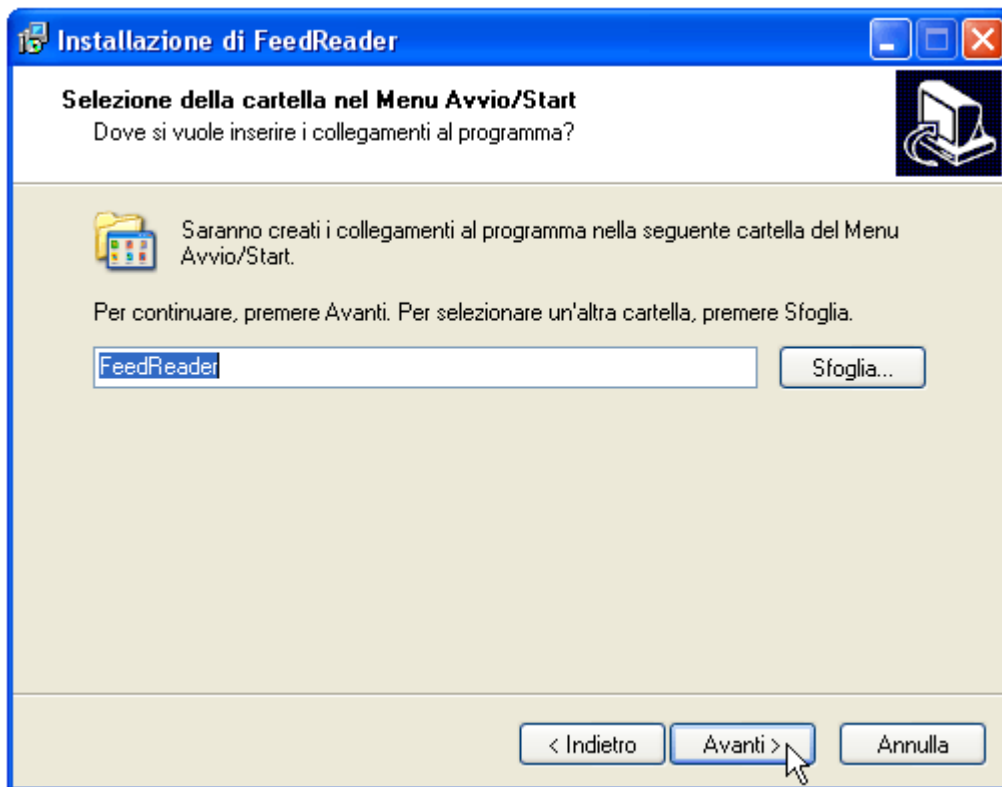 Installazione di FeedReader
Selezione della cartella nel Menu Avvio/Start
Dove si vuole inserire i collegamenti al programma?
Saranno creati i collegamenti al programma nella seguente cartella del Menu
Avvio/Start.
Per continuare, premere Avanti. Per selezionare un'altra cartella, premere Sfoglia.
FeedReader
Sfoglia...
< Indietro
Avanti >
Annulla